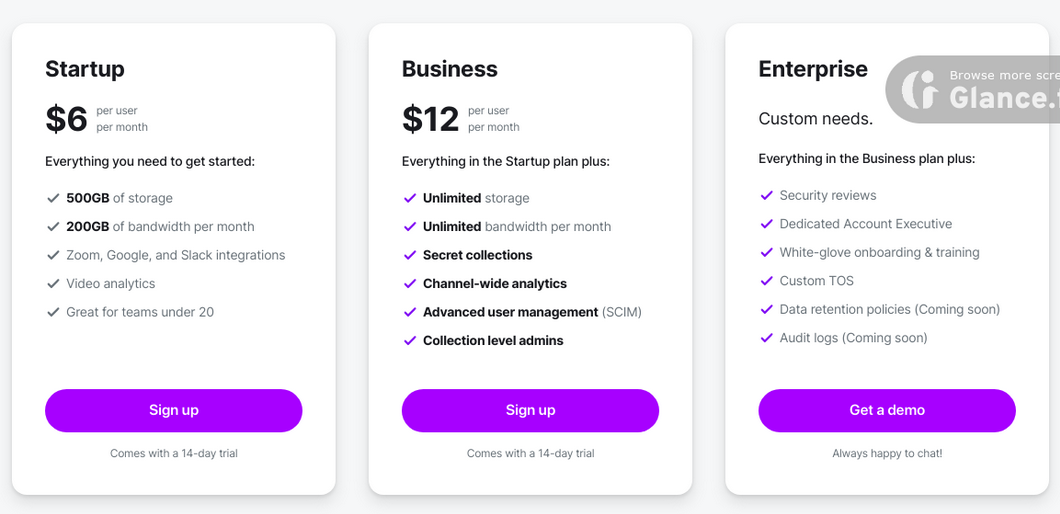 Startup
$6 per user
per month
Everything you need to get started:
500GB of storage
200GB of bandwidth per month
Zoom, Google, and Slack integrations
Video analytics
Great for teams under 20
Sign up
Comes with a 14-day trial
Business
$12 per user
per month
Everything in the Startup plan plus:
Unlimited storage
Unlimited bandwidth per month
Secret collections
Channel-wide analytics
Advanced user management (SCIM)
Collection level admins
Sign up
Comes with a 14-day trial
Enterprise
Custom needs.
Everything in the Business plan plus:
Security reviews
Dedicated Account Executive
White-glove onboarding & training
Custom TOS
Data retention policies (Coming soon)
Audit logs (Coming soon)
Get a demo
Always happy to chat!
Browse more
Glance.